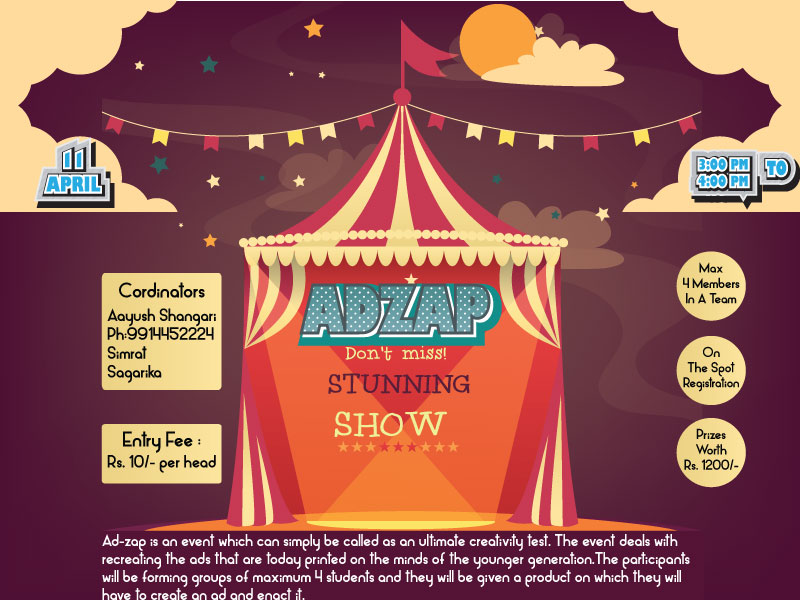 11
APRIL
3:00 PM
TO
4:00 PM
Cordinators
Aayush Shangari
Ph:9914452224
Simrat
Sagarika
Entry Fee :
Rs. 10/- per head
ADZAP
Don't miss!
STUNNING
SHOW
Max
4 Members
In A Team
On
The Spot
Registration
Prizes
Worth
Rs. 1200/-
Ad-zap is an event which can simply be called as an ultimate creativity test. The event deals with
recreating the ads that are today printed on the minds of the younger generation.The participants
will be forming groups of maximum 4 students and they will be given a product on which they will
have to create an ad and enact it.